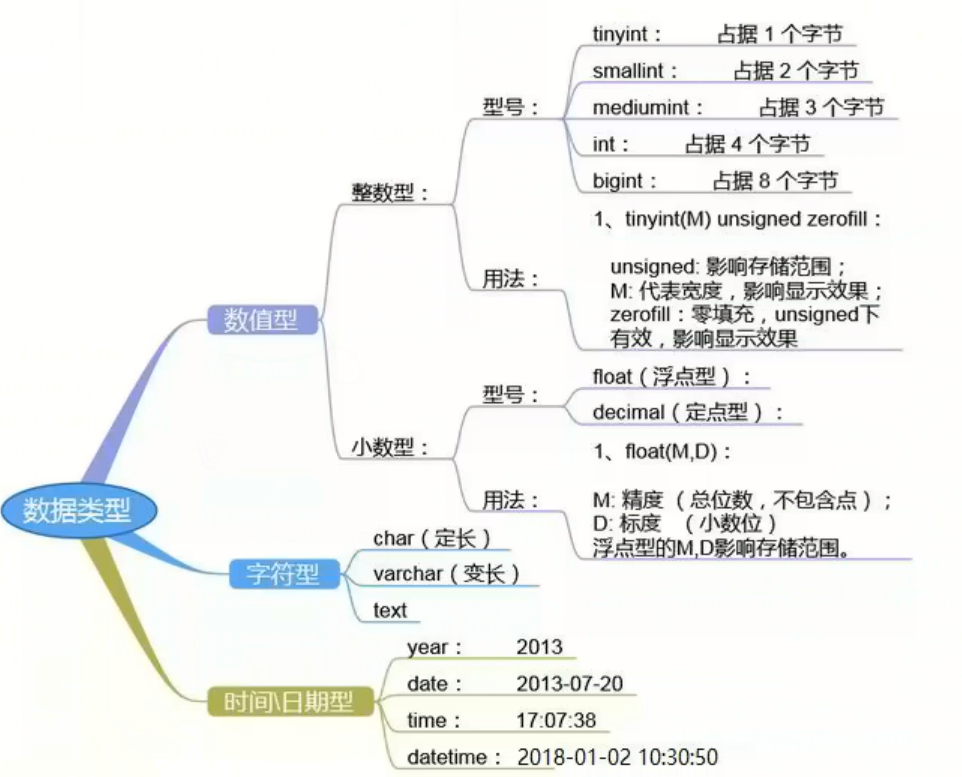 数据类型
数值型
整数型：
型号：
tinyint： 占据 1 个字节
smallint： 占据 2 个字节
mediumint： 占据 3 个字节
int： 占据 4 个字节
bigint： 占据 8 个字节
用法：
1、tinyint(M) unsigned zerofill：
unsigned: 影响存储范围；
M: 代表宽度，影响显示效果；
zerofill：零填充，unsigned下
有效，影响显示效果
小数型：
型号：
float（浮点型）：
decimal（定点型）：
用法：
1、float(M,D)：
M: 精度 （总位数，不包含点）；
D: 标度 （小数位）
浮点型的M,D影响存储范围。
字符型
char（定长）
varchar（变长）
text
时间\日期型
year： 2013
date： 2013-07-20
time： 17:07:38
datetime： 2018-01-02 10:30:50